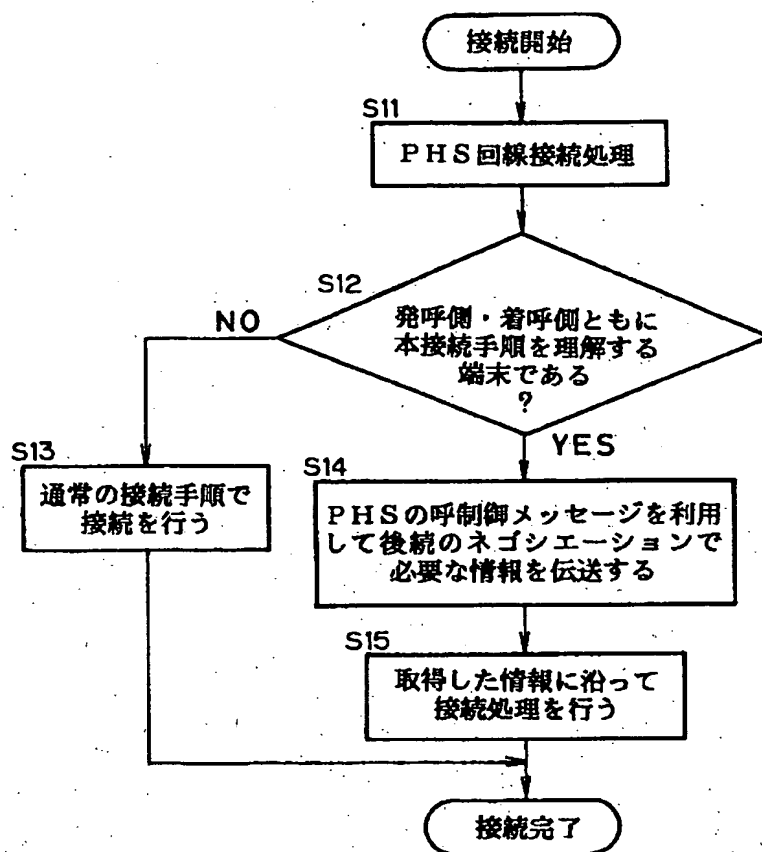 接続開始
S11
PHS回線接続処理
S12
発呼側・着呼側ともに
本接続手順を理解する
端末である
?
NO
YES
S13
通常の接続手順で
接続を行う
S14
PHSの呼制御メッセージを利用
して後続のネゴシエーションで
必要な情報を伝送する
S15
取得した情報に沿って
接続処理を行う
接続完了